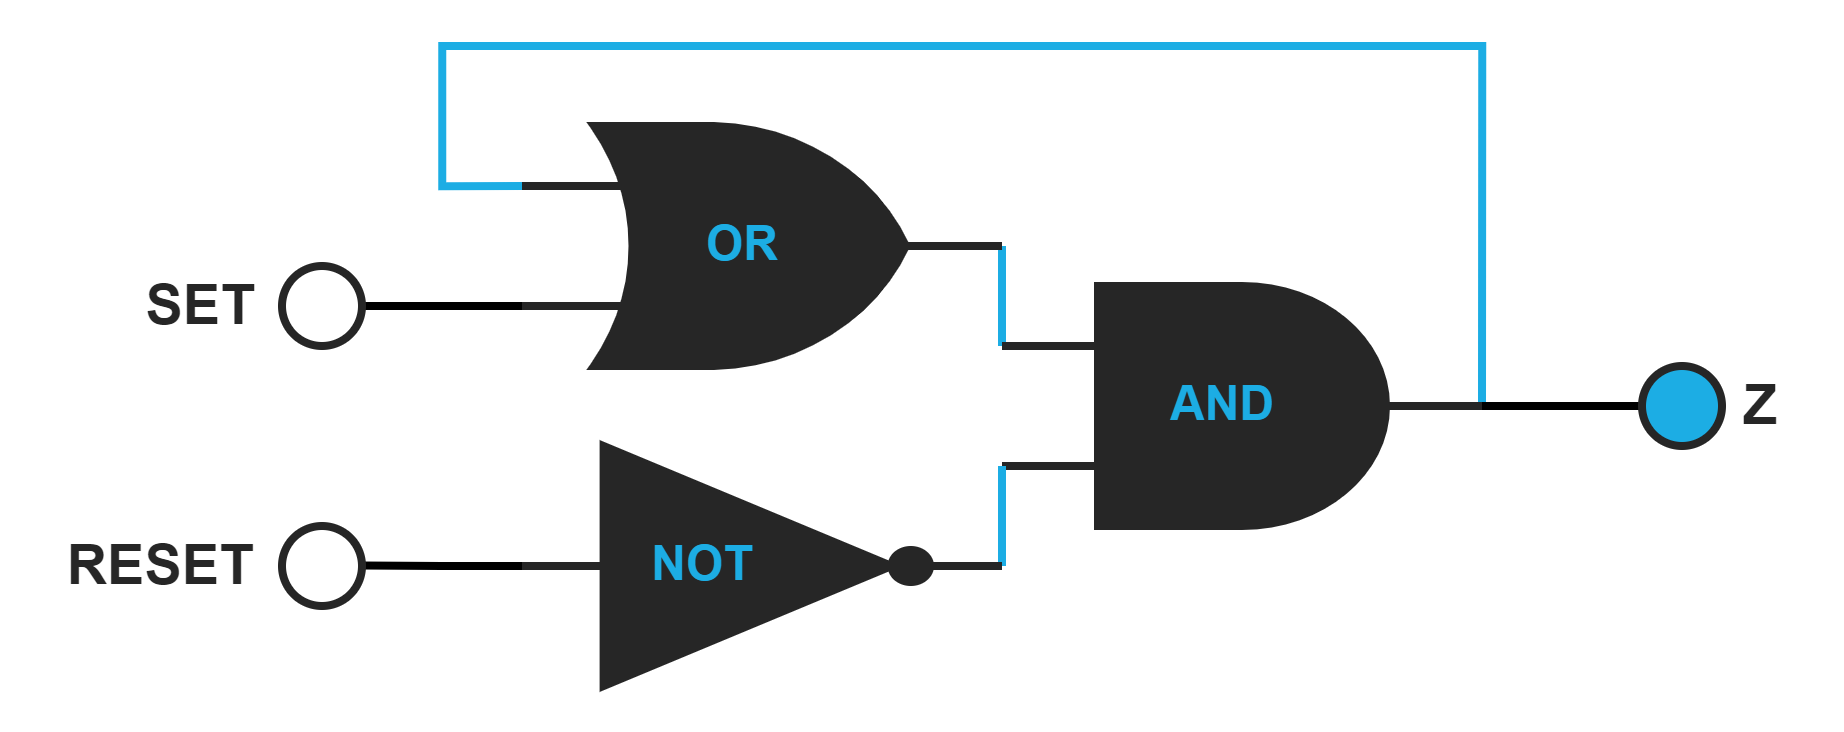 OR
SET
AND
Z
RESET
NOT